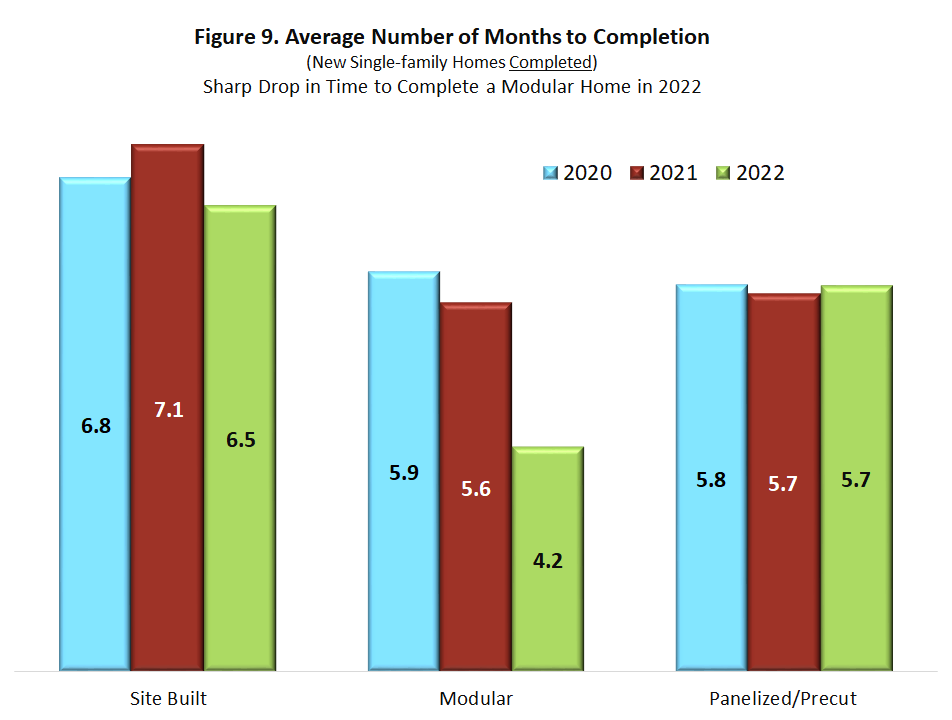 Figure 9. Average Number of Months to Completion
(New Single-family Homes Completed)
Sharp Drop in Time to Complete a Modular Home in 2022
2020 2021 2022
6.8 7.1 6.5
5.9 5.6 4.2
5.8 5.7 5.7
Site Built Modular Panelized/Precut